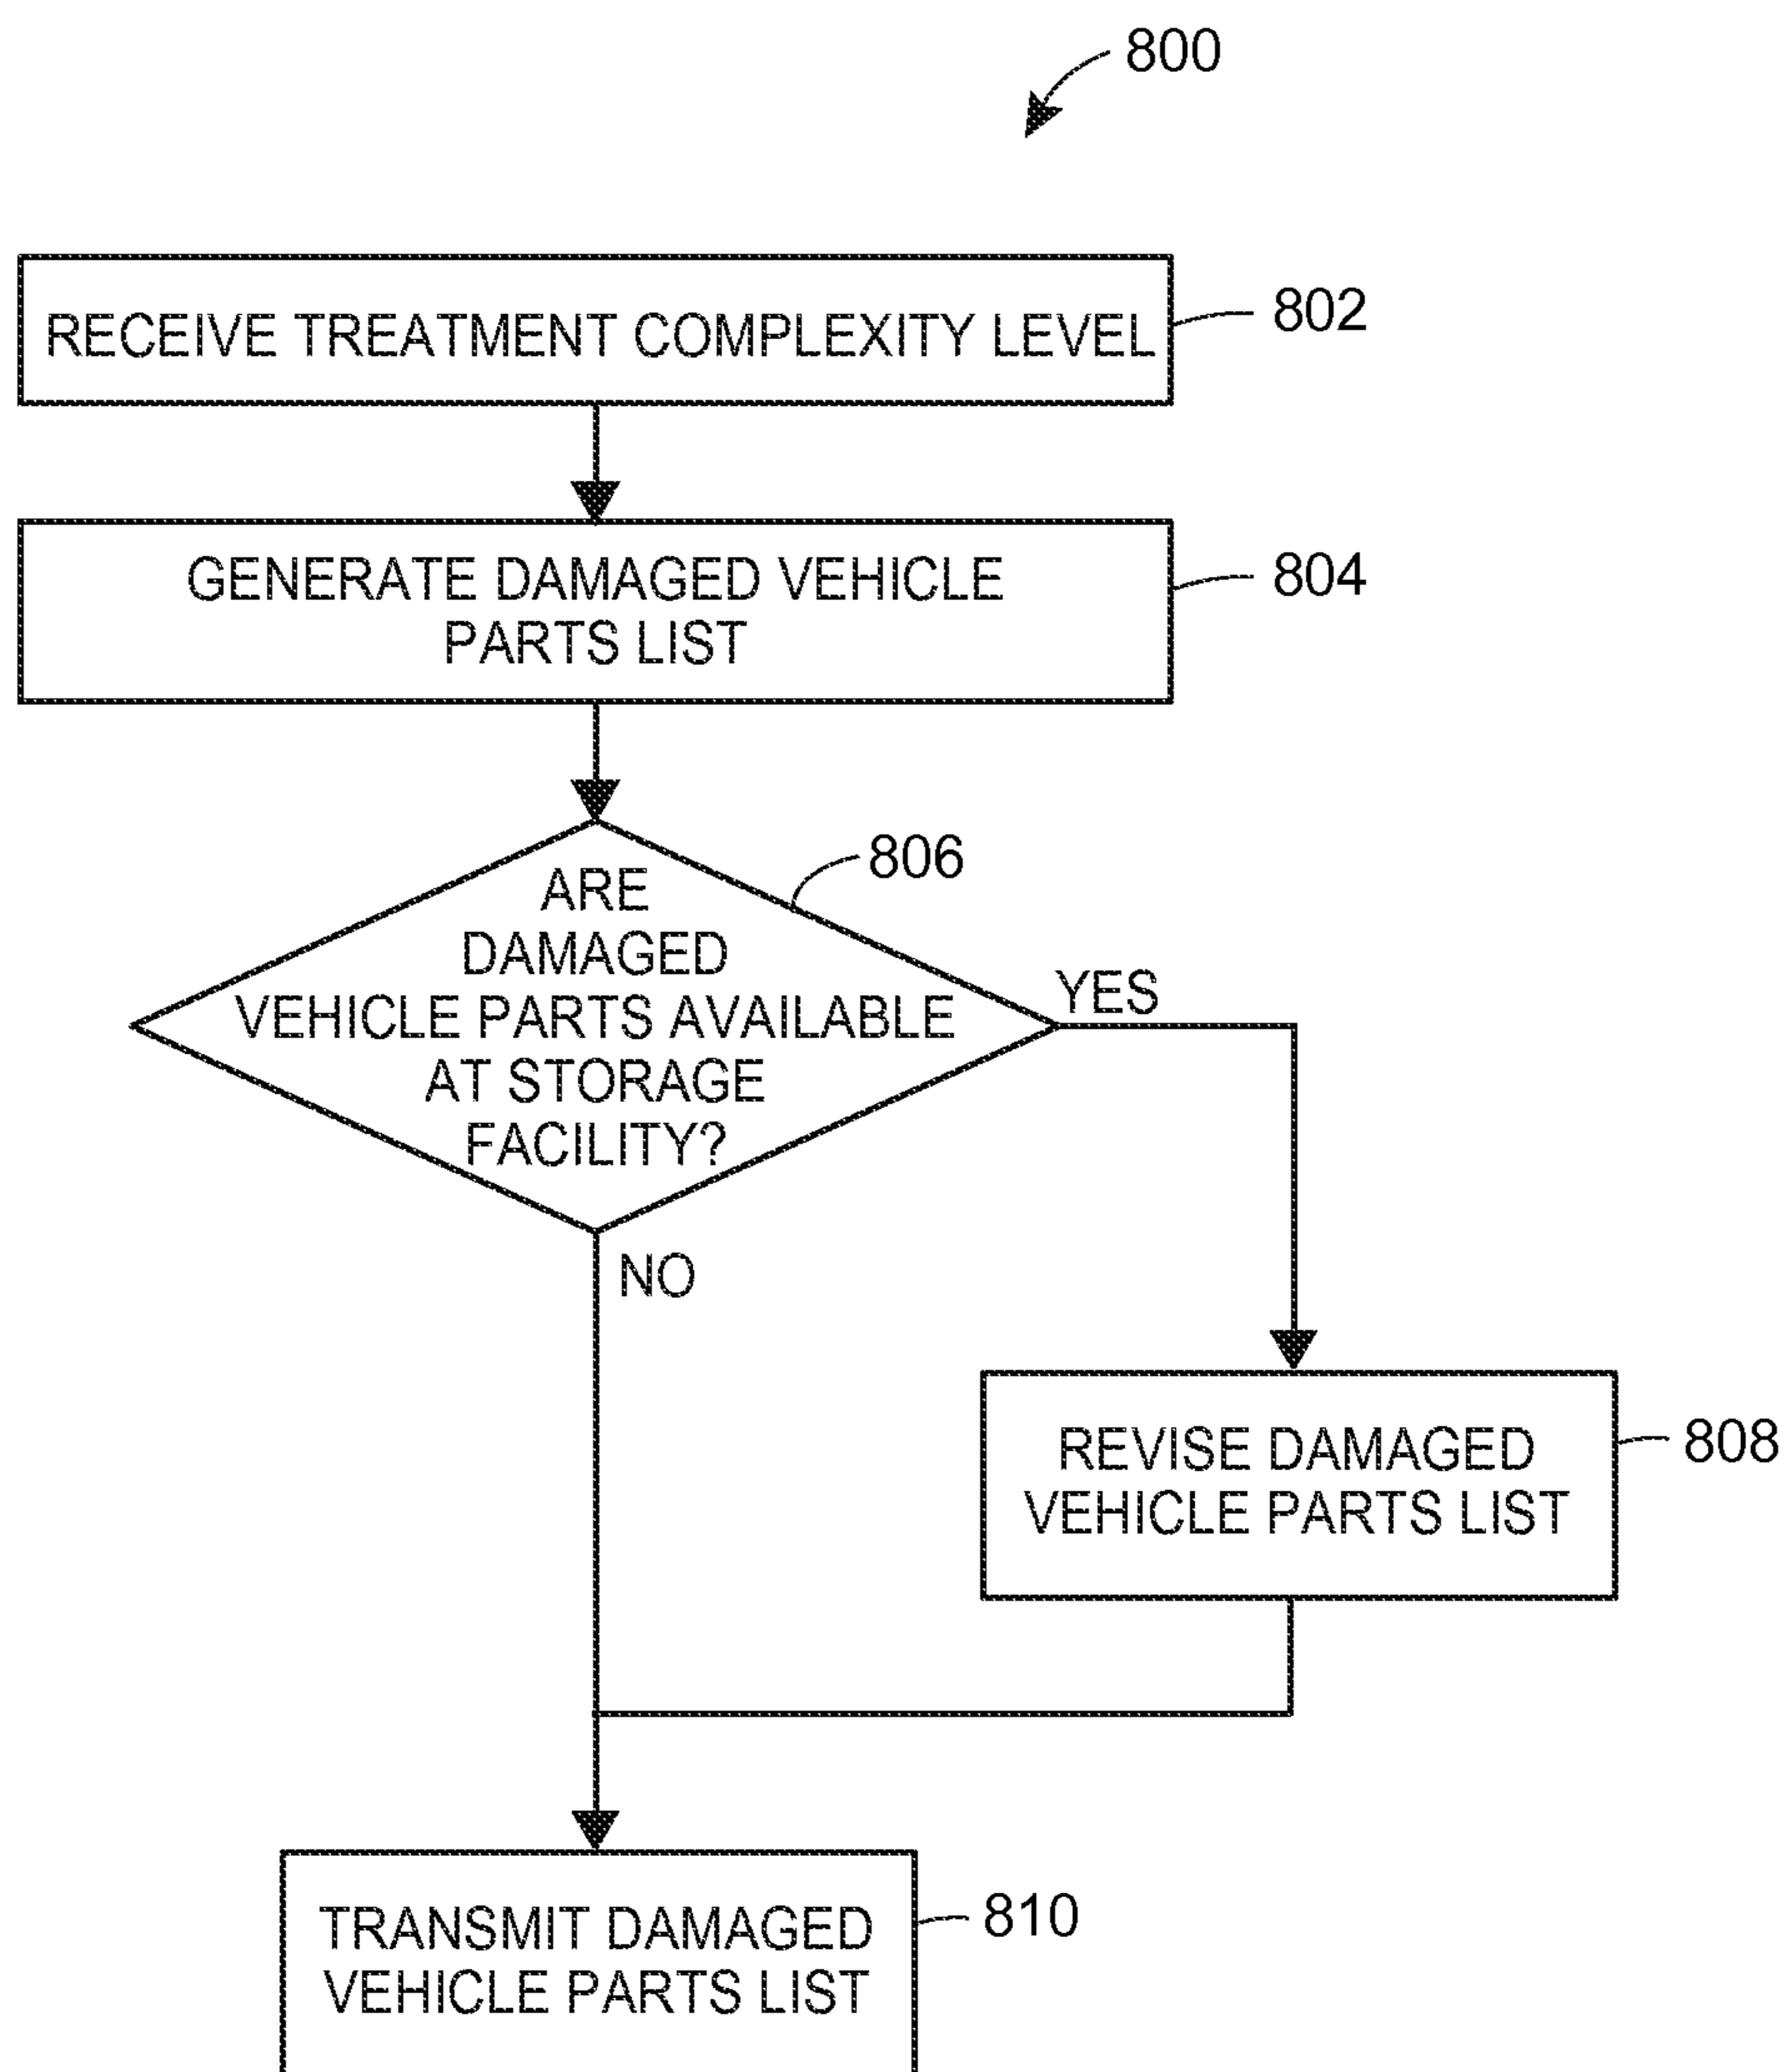 800
RECEIVE TREATMENT COMPLEXITY LEVEL
802
GENERATE DAMAGED VEHICLE
PARTS LIST
804
806
ARE
DAMAGED
VEHICLE PARTS AVAILABLE
AT STORAGE
FACILITY?
YES
NO
REVISE DAMAGED
VEHICLE PARTS LIST
808
TRANSMIT DAMAGED
VEHICLE PARTS LIST
810